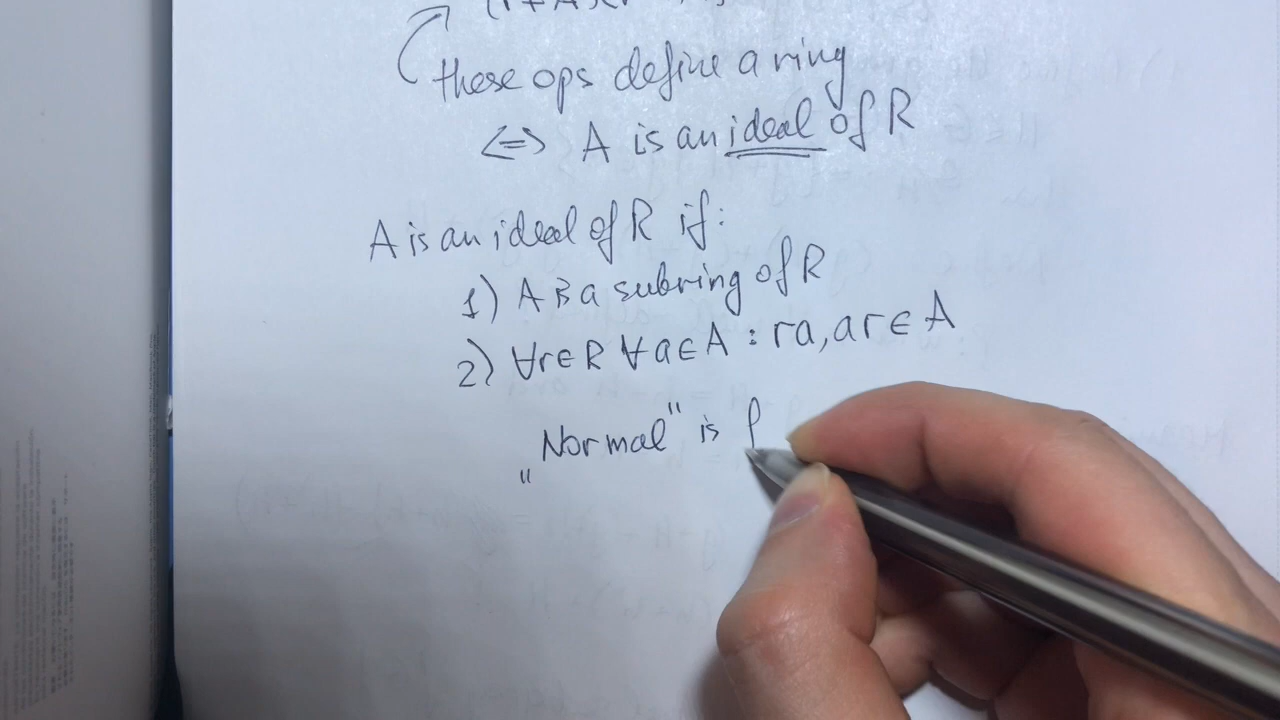 these ops define a ring
<=> A is an ideal of R
A is an ideal of R if:
1) A is a subring of R
2) ∀r∈R ∀a∈A : ra, ar ∈ A
„Normal" is